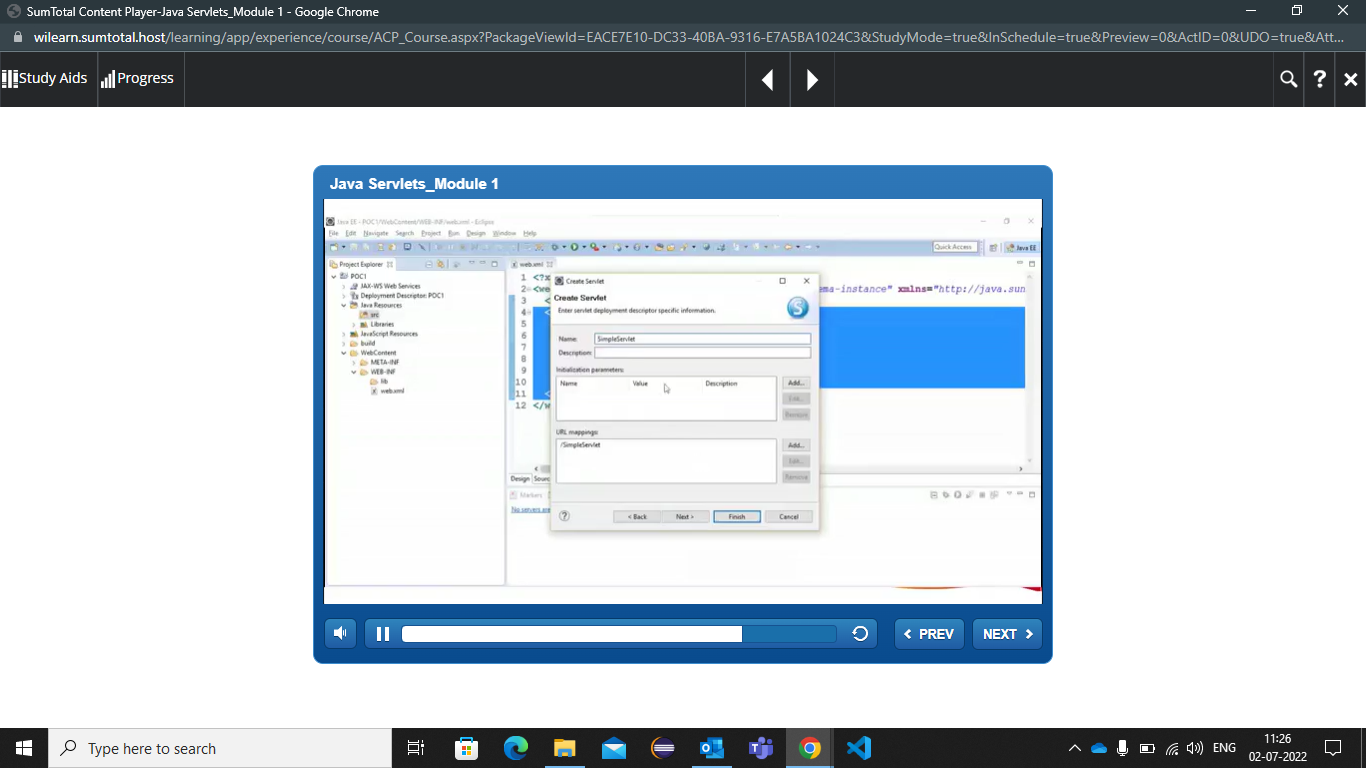 SumTotal Content Player-Java Servlets_Module 1 - Google Chrome
wilearn.sumtotal.host/learning/app/experience/course/ACP_Course.aspx?PackageViewId=EACE7E10-DC33-40BA-9316-E7A5BA1024C3&StudyMode=true&InSchedule=true&Preview=0&ActID=0&UDO=true&Att...
Study Aids
Progress
Java Servlets_Module 1
Java EE - POC1/WebContent/WEB-INF/web.xml - Eclipse
File Edit Navigate Search Project Run Design Window Help
Quick Access
Java EE
Project Explorer
POC1
JAX-WS Web Services
Deployment Descriptor: POC1
Java Resources
src
Libraries
JavaScript Resources
build
WebContent
META-INF
WEB-INF
lib
web.xml
web.xml
1 <?x
2 <we
ma-instance" xmlns="http://java.sun
3 <
4 <
5
6
7
8
9
10
11 <
12 </w
Design Sourc
Markers
No servers are
Create Servlet
Create Servlet
Enter servlet deployment descriptor specific information.
Name: SimpleServlet
Description:
Initialization parameters:
Name Value Description
Add...
Edit...
Remove
URL mappings:
/SimpleServlet
Add...
Edit...
Remove
< Back Next > Finish Cancel
PREV
NEXT
Type here to search
ENG
11:26
02-07-2022